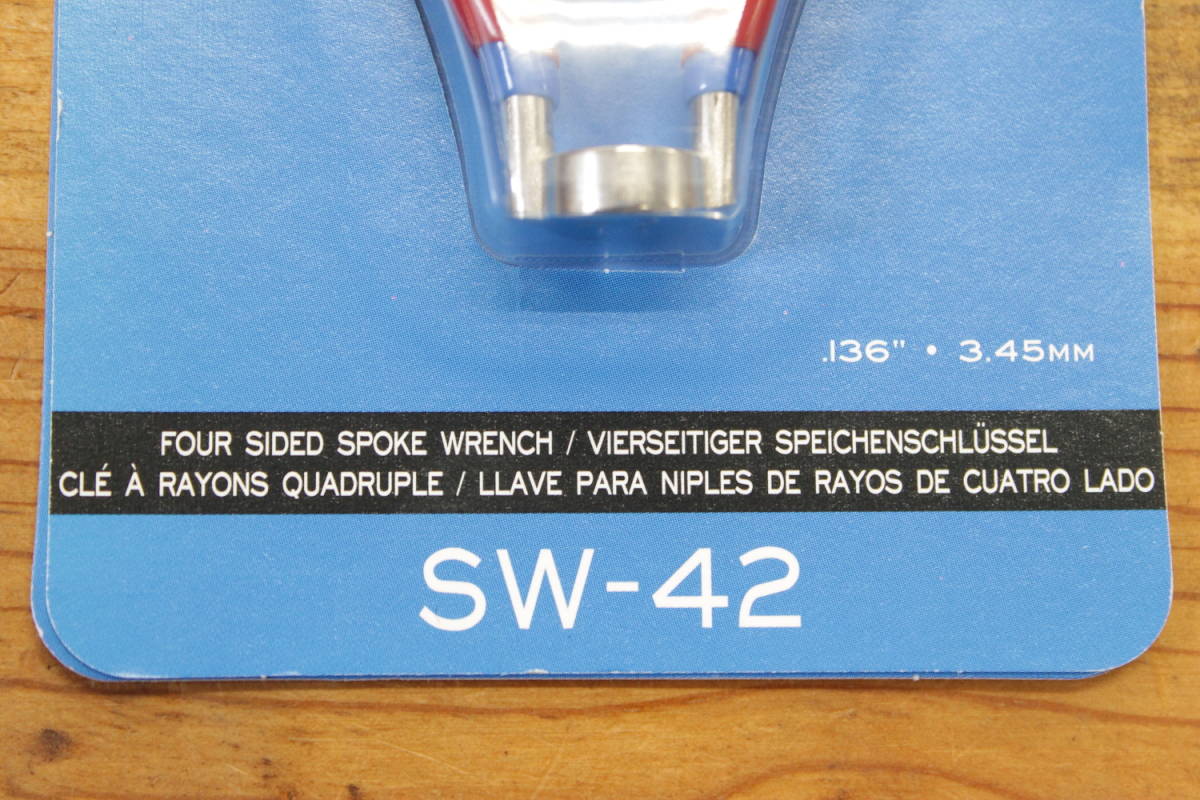 .136" • 3.45MM
FOUR SIDED SPOKE WRENCH / VIERSEITIGER SPEICHENSCHLÜSSEL
CLÉ À RAYONS QUADRUPLE / LLAVE PARA NIPLES DE RAYOS DE CUATRO LADO
SW-42